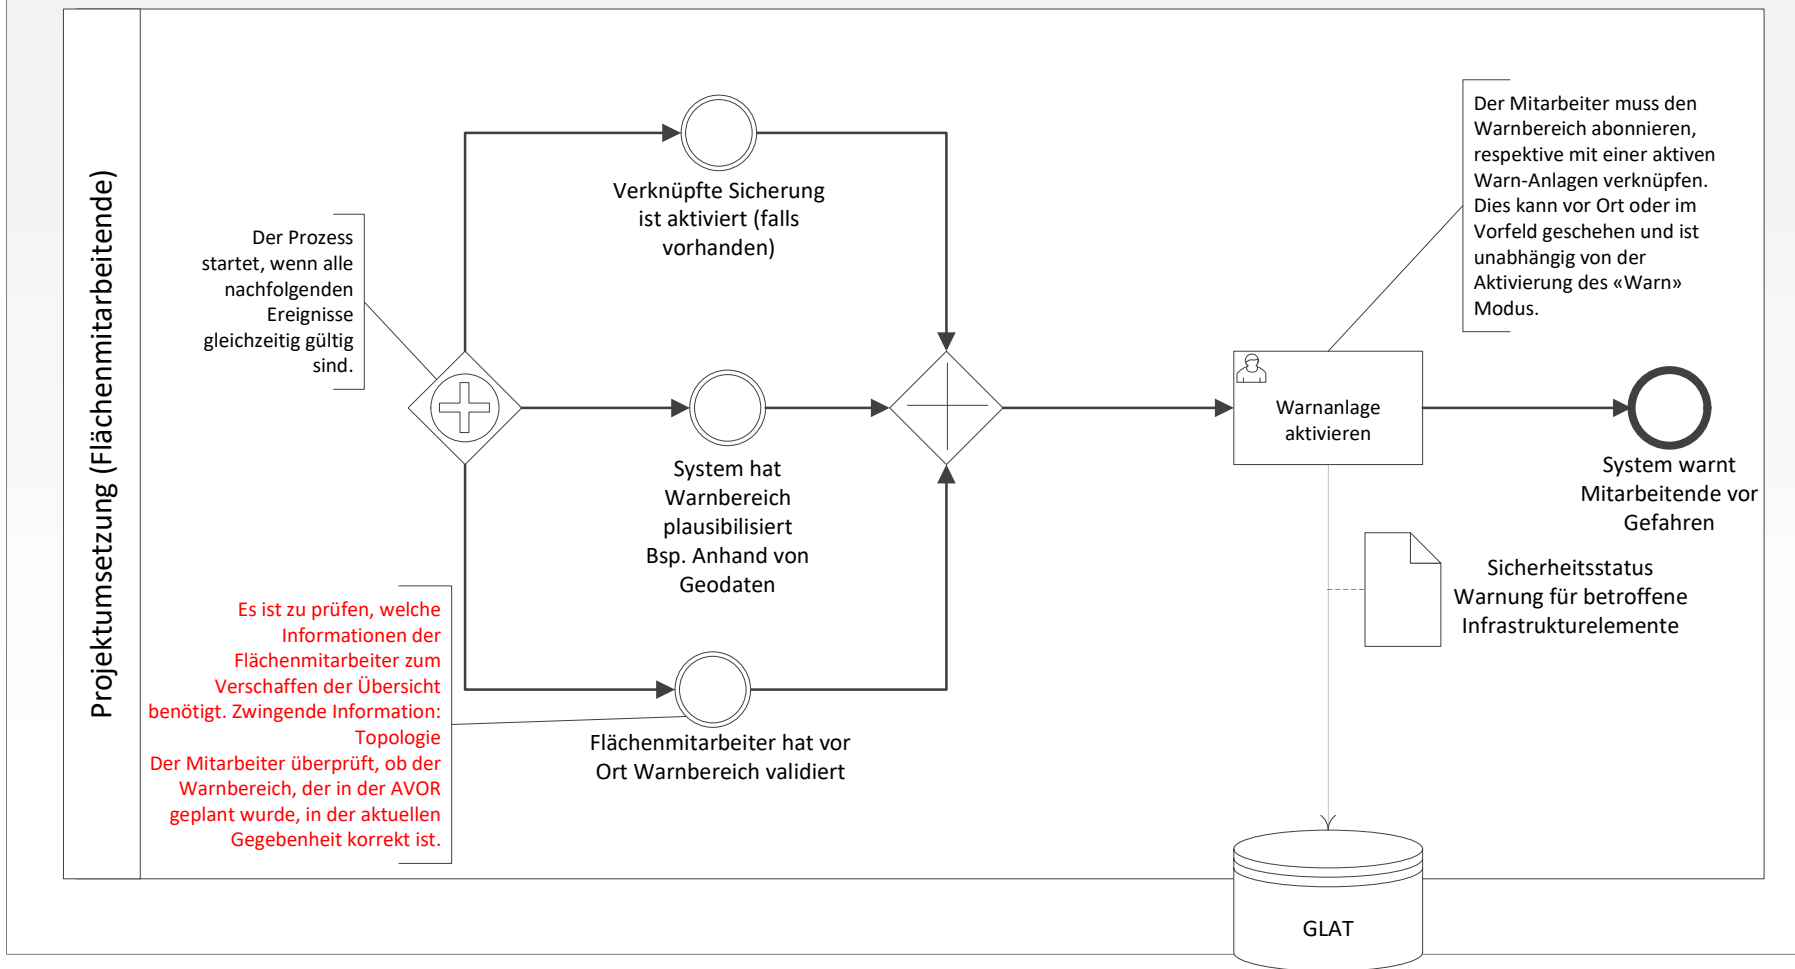 Projektumsetzung (Flächenmitarbeitende)
Der Prozess
startet, wenn alle
nachfolgenden
Ereignisse
gleichzeitig gültig
sind.
Verknüpfte Sicherung
ist aktiviert (falls
vorhanden)
System hat
Warnbereich
plausibilisiert
Bsp. Anhand von
Geodaten
Es ist zu prüfen, welche
Informationen der
Flächenmitarbeiter zum
Verschaffen der Übersicht
benötigt. Zwingende Information:
Topologie
Der Mitarbeiter überprüft, ob der
Warnbereich, der in der AVOR
geplant wurde, in der aktuellen
Gegebenheit korrekt ist.
Flächenmitarbeiter hat vor
Ort Warnbereich validiert
Der Mitarbeiter muss den
Warnbereich abonnieren,
respektive mit einer aktiven
Warn-Anlagen verknüpfen.
Dies kann vor Ort oder im
Vorfeld geschehen und ist
unabhängig von der
Aktivierung des «Warn»
Modus.
Warnanlage
aktivieren
System warnt
Mitarbeitende vor
Gefahren
Sicherheitsstatus
Warnung für betroffene
Infrastrukturelemente
GLAT